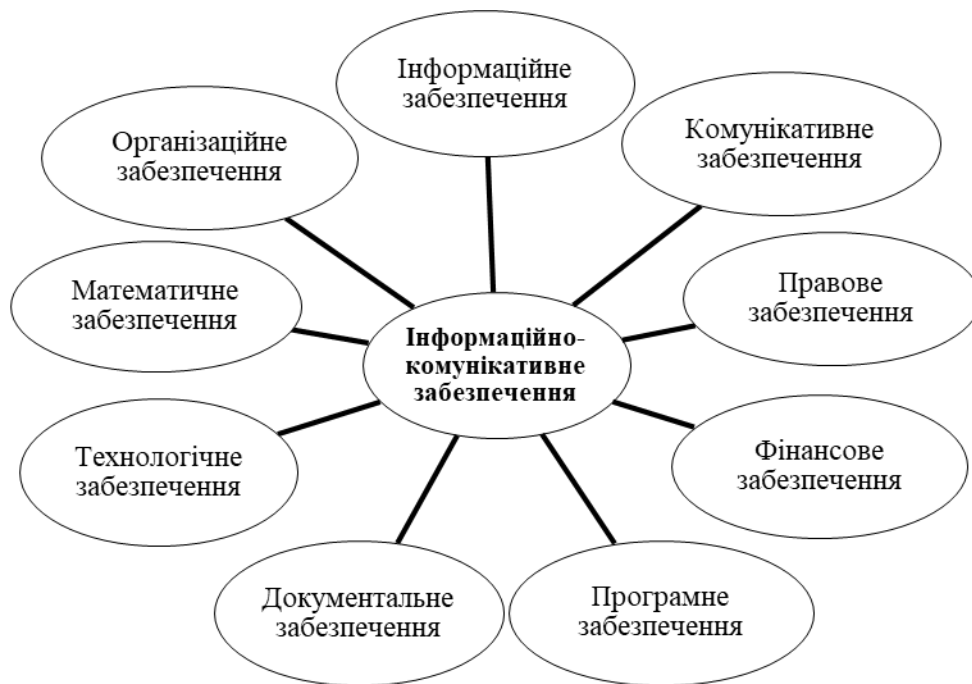 Інформаційне
забезпечення
Організаційне
забезпечення
Комунікативне
забезпечення
Математичне
забезпечення
Правове
забезпечення
Інформаційно-
комунікативне
забезпечення
Технологічне
забезпечення
Фінансове
забезпечення
Документальне
забезпечення
Програмне
забезпечення